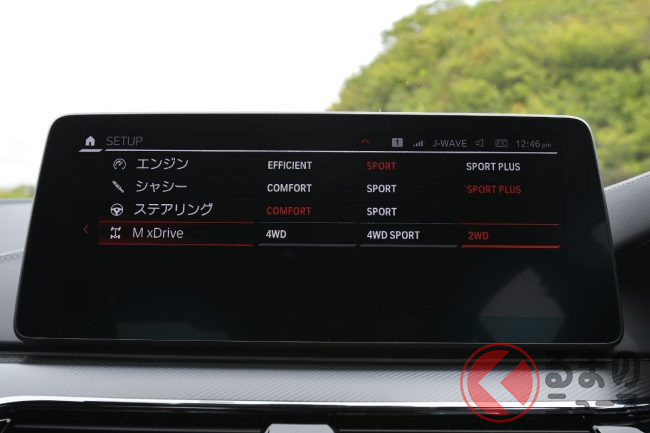 SETUP 1 J-WAVE ETC 12:46 pm
エンジン EFFICIENT SPORT SPORT PLUS
シャシー COMFORT SPORT SPORT PLUS
ステアリング COMFORT SPORT
M xDrive 4WD 4WD SPORT 2WD
くるまの
ニュース